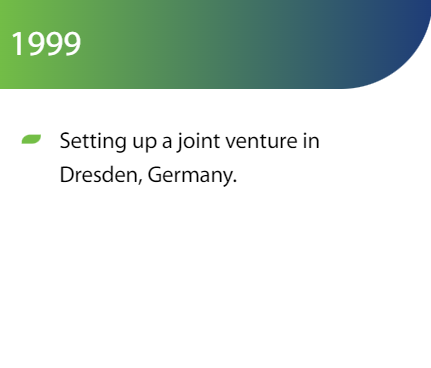 1999
Setting up a joint venture in
Dresden, Germany.